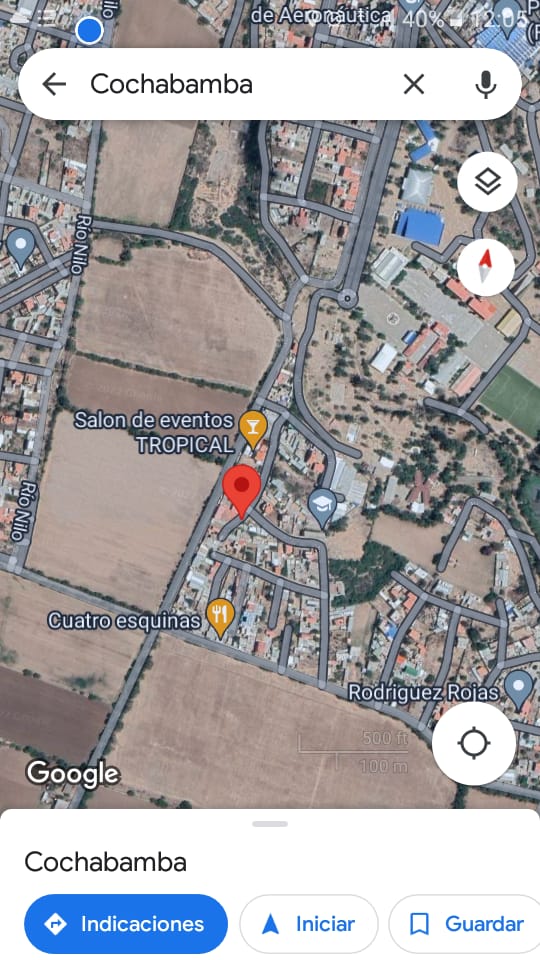 de Aeronáutica
40%
12:05
Cochabamba
Río Nilo
Salon de eventos
TROPICAL
Río Nilo
Cuatro esquinas
Rodriguez Rojas
500 ft
100 m
Google
Cochabamba
Indicaciones
Iniciar
Guardar